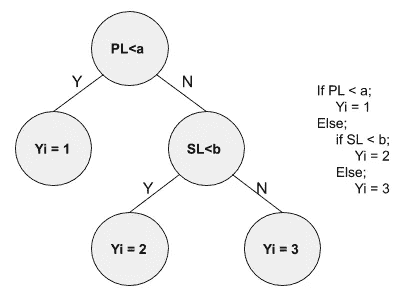 PL<a
Y
N
Yi = 1
SL<b
Y
N
Yi = 2
Yi = 3
If PL < a;
Yi = 1
Else;
if SL < b;
Yi = 2
Else;
Yi = 3